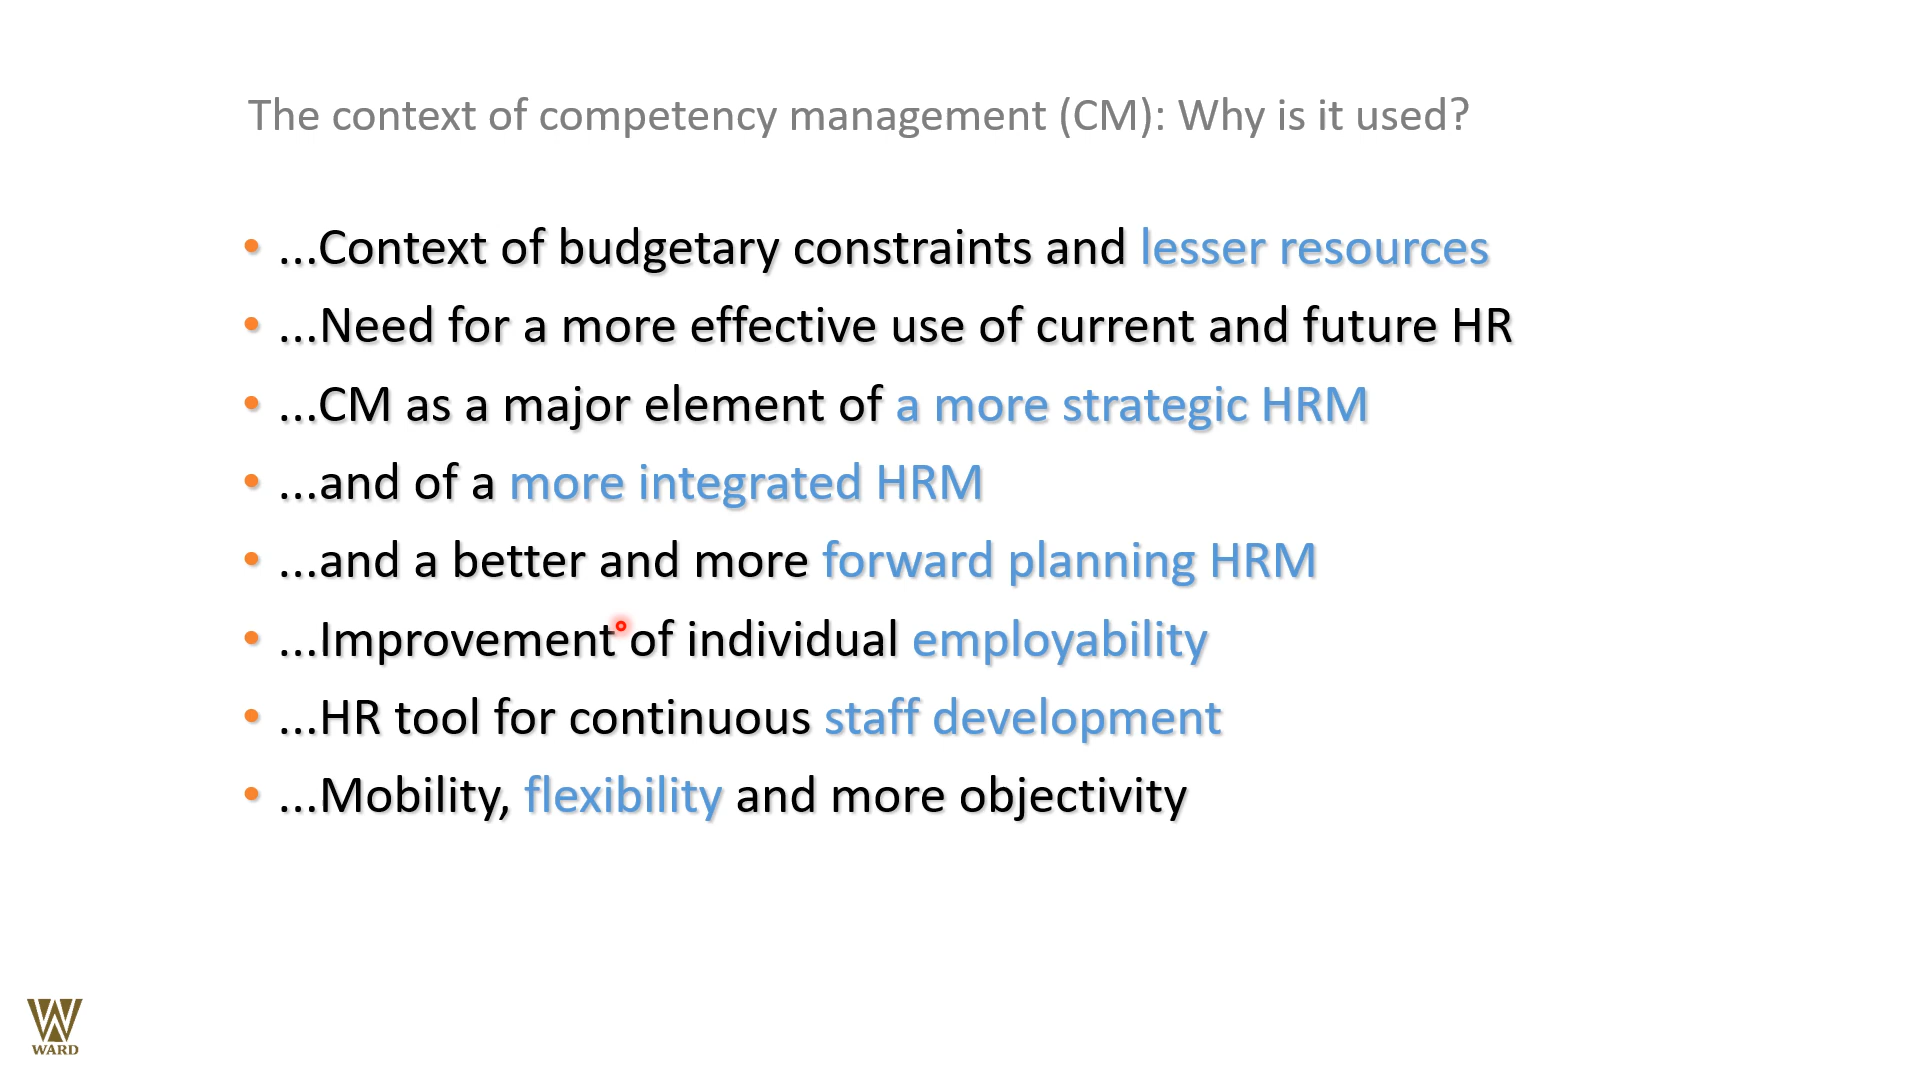 The context of competency management (CM): Why is it used?
• ...Context of budgetary constraints and lesser resources
• ...Need for a more effective use of current and future HR
• ...CM as a major element of a more strategic HRM
• ...and of a more integrated HRM
• ...and a better and more forward planning HRM
• ...Improvement of individual employability
• ...HR tool for continuous staff development
• ...Mobility, flexibility and more objectivity
WARD